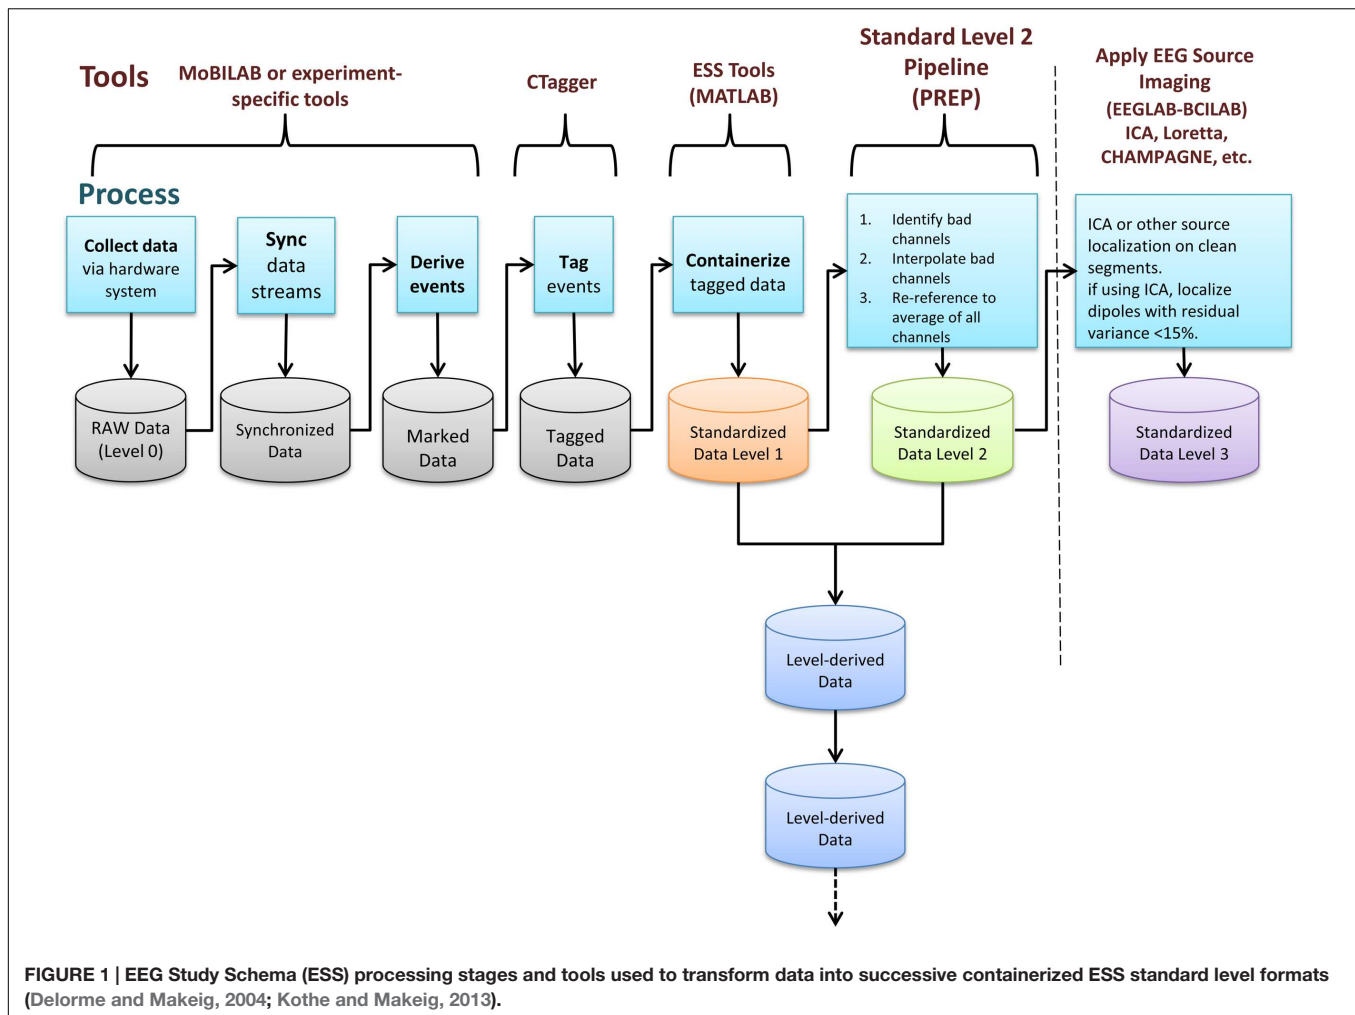 Tools
MoBILAB or experiment-
specific tools
CTagger
ESS Tools
(MATLAB)
Standard Level 2
Pipeline
(PREP)
Apply EEG Source
Imaging
(EEGLAB-BCILAB)
ICA, Loretta,
CHAMPAGNE, etc.
Process
Collect data
via hardware
system
Sync
data
streams
Derive
events
Tag
events
Containerize
tagged data
1. Identify bad
channels
2. Interpolate bad
channels
3. Re-reference to
average of all
channels
ICA or other source
localization on clean
segments.
if using ICA, localize
dipoles with residual
variance <15%.
RAW Data
(Level 0)
Synchronized
Data
Marked
Data
Tagged
Data
Standardized
Data Level 1
Standardized
Data Level 2
Standardized
Data Level 3
Level-derived
Data
Level-derived
Data
FIGURE 1 | EEG Study Schema (ESS) processing stages and tools used to transform data into successive containerized ESS standard level formats
(Delorme and Makeig, 2004; Kothe and Makeig, 2013).